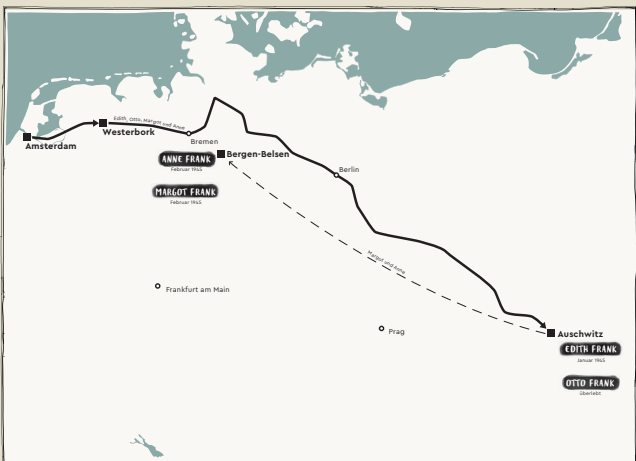 Edith, Otto, Margot und Anne
Westerbork
Amsterdam
Bremen
ANNE FRANK
Februar 1945
Bergen-Belsen
MARGOT FRANK
Februar 1945
Berlin
Margot und Anne
Frankfurt am Main
Prag
Auschwitz
EDITH FRANK
Januar 1945
OTTO FRANK
überlebt